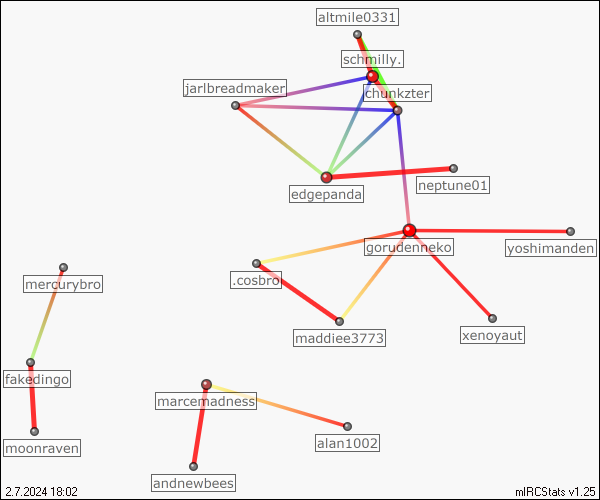 altmile0331
schmilly.
jarlbreadmaker
chunkzter
edgepanda
neptune01
gorudenneko
yoshimanden
mercurybro
.cosbro
maddiee3773
xenoyaut
fakedingo
marcemadness
alan1002
moonraven
andnewbees
2.7.2024 18:02
mIRCStats v1.25